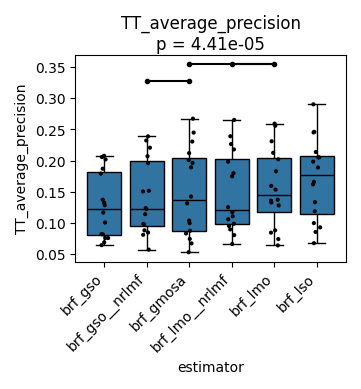 TT_average_precision
p = 4.41e-05
TT_average_precision
0.35
0.30
0.25
0.20
0.15
0.10
0.05
brf_gso
brf_gso__nrlmf
brf_gmosa
brf_lmo__nrlmf
brf_lmo
brf_lso
estimator